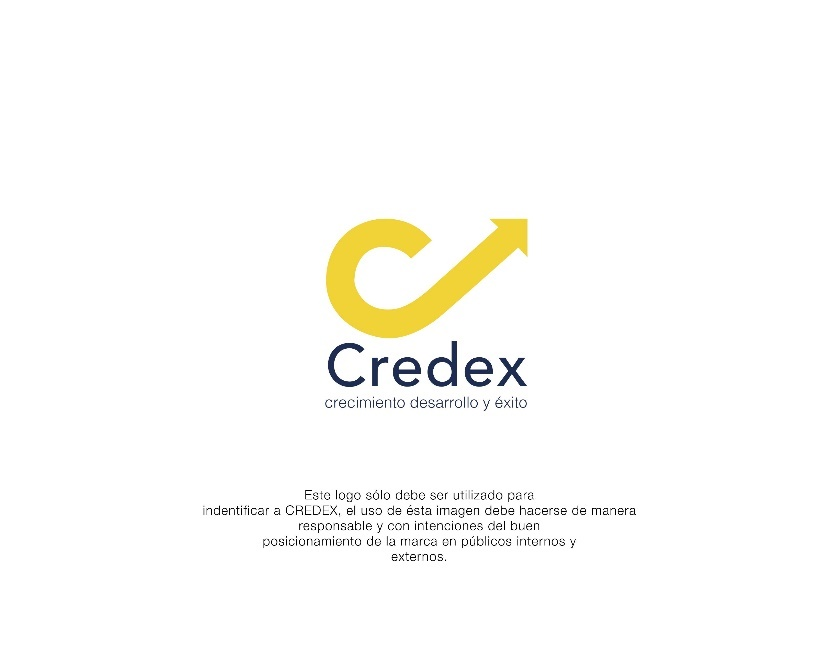 Credex
crecimiento desarrollo y éxito
Este logo sólo debe ser utilizado para
indentificar a CREDEX, el uso de ésta imagen debe hacerse de manera
responsable y con intenciones del buen
posicionamiento de la marca en públicos internos y
externos.